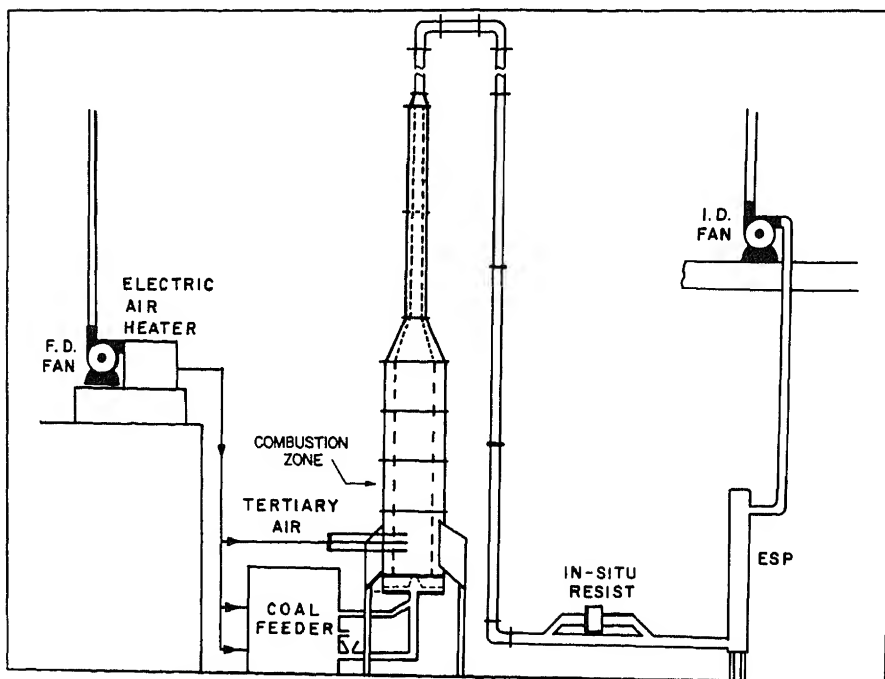 ELECTRIC
AIR
HEATER
F.D.
FAN
COMBUSTION
ZONE
TERTIARY
AIR
COAL
FEEDER
I.D.
FAN
IN-SITU
RESIST
ESP